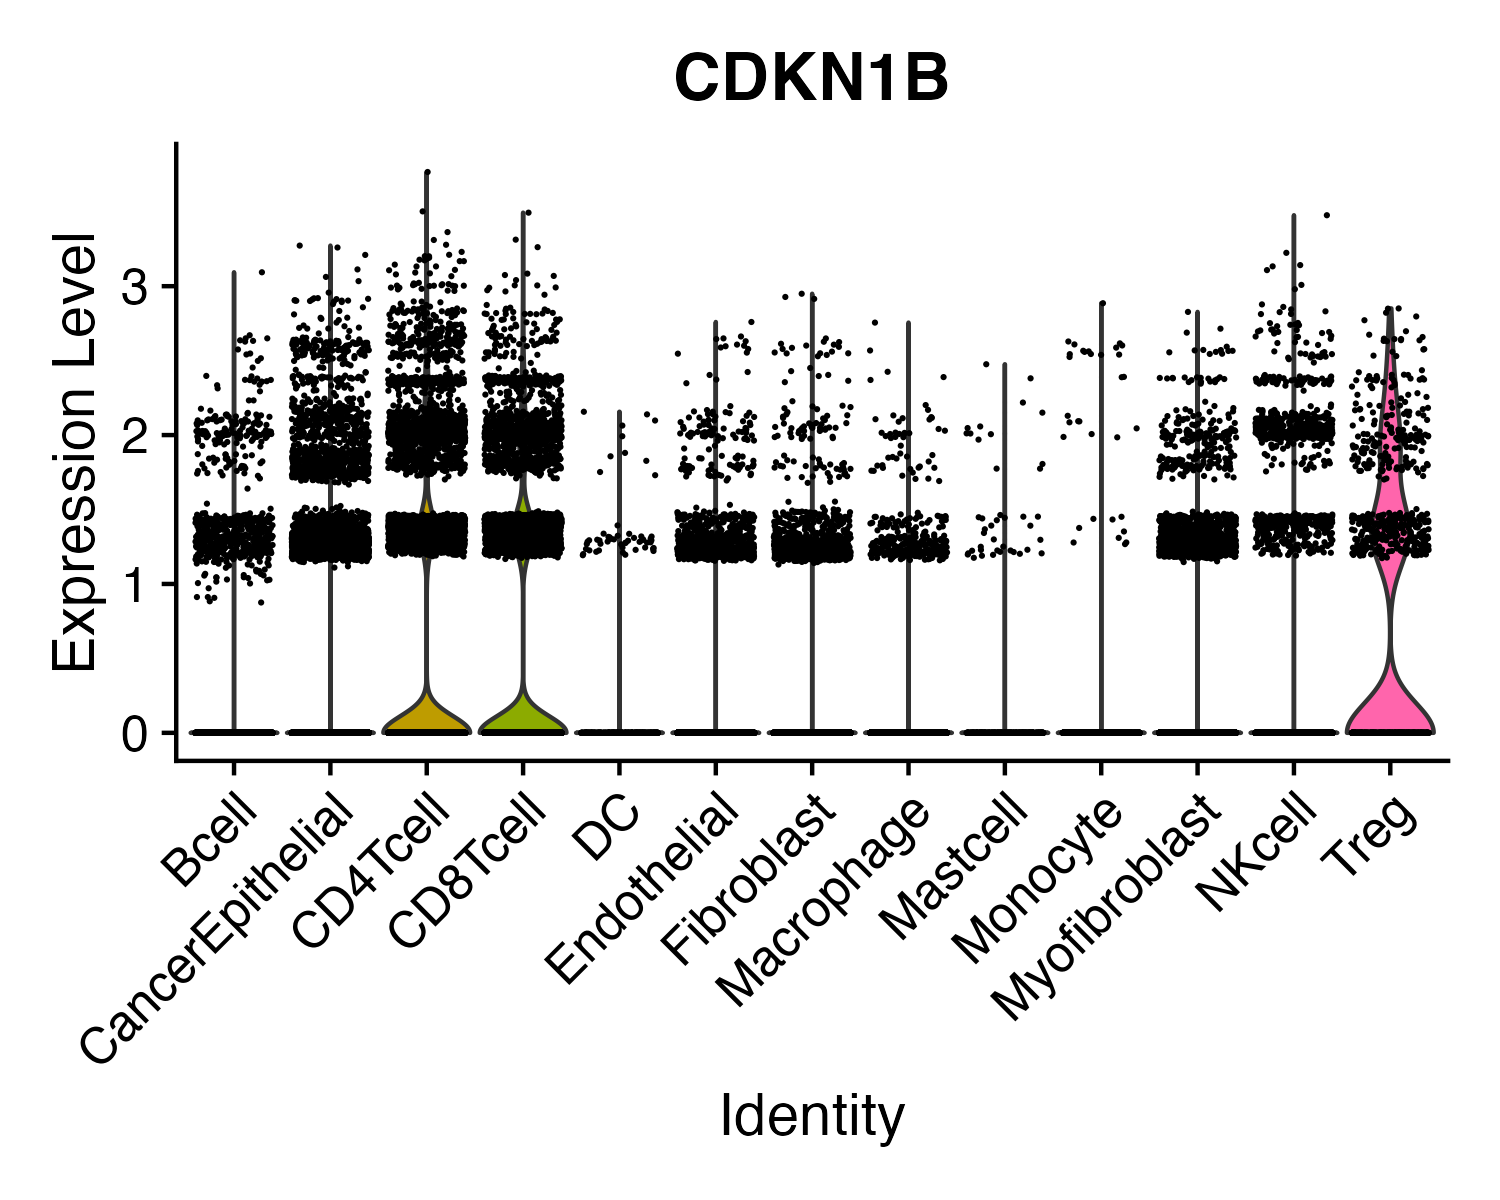 CDKN1B
Expression Level
3
2
1
0
Bcell
CancerEpithelial
CD4Tcell
CD8Tcell
DC
Endothelial
Fibroblast
Macrophage
Mastcell
Monocyte
Myofibroblast
NKcell
Treg
Identity